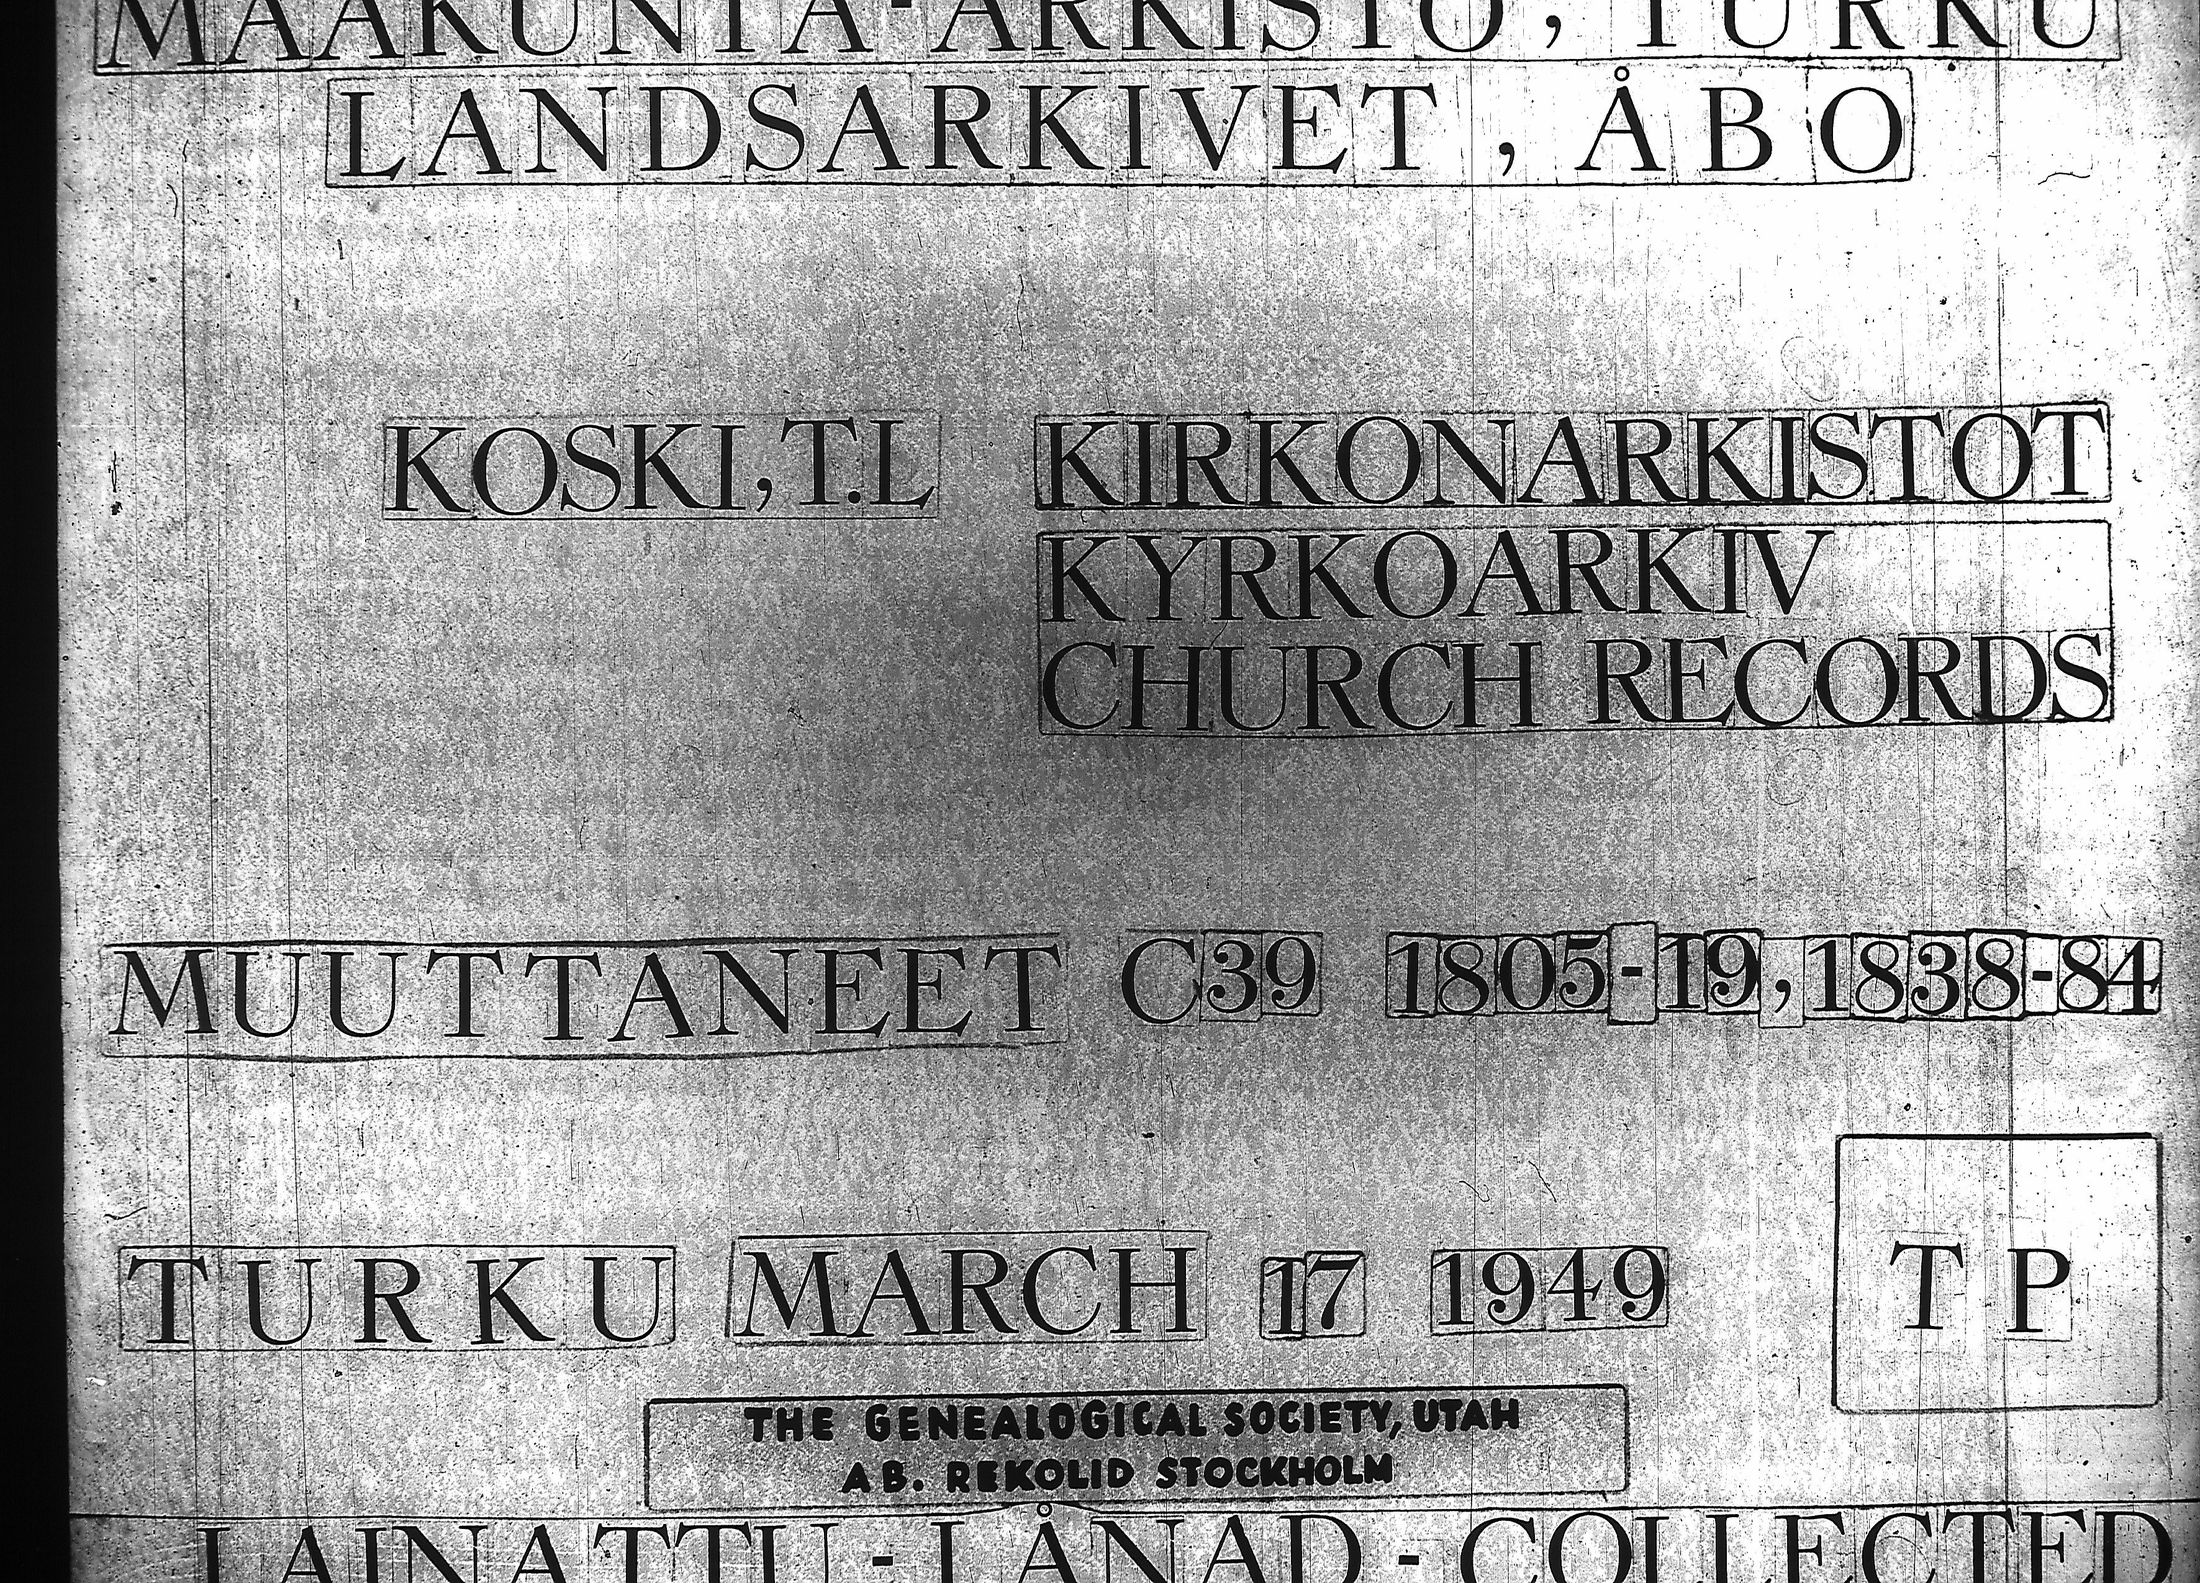 MAAKUNTA-ARKISTO, TURKU
LANDSARKIVET, ÅBO
KOSKI, T.L KIRKONARKISTOT
KYRKOARKIV
CHURCH RECORDS
MUUTTANEET C39 1805-19, 1838-84
TURKU MARCH 17 1949 TP
THE GENEALOGICAL SOCIETY, UTAH
AB. REKOLID STOCKHOLM
LAINATTU - LÅNAD - COLLECTED